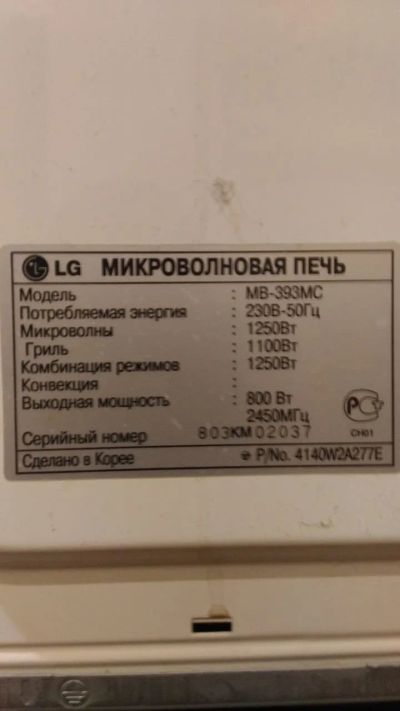 LG МИКРОВОЛНОВАЯ ПЕЧЬ
Модель : MB-393MC
Потребляемая энергия : 230В-50Гц
Микроволны : 1250Вт
Гриль : 1100Вт
Комбинация режимов : 1250Вт
Конвекция :
Выходная мощность : 800 Вт
2450МГц
Серийный номер 803KM02037
СН01
Сделано в Корее P/No. 4140W2A277E